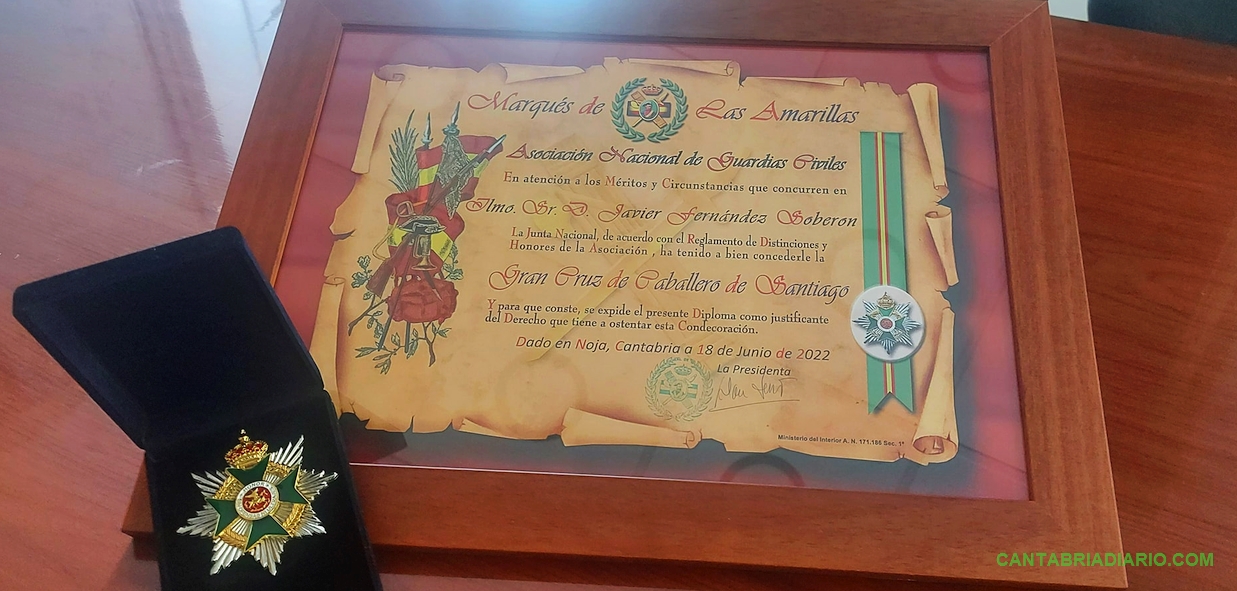 Marqués de Las Amarillas
Asociación Nacional de Guardias Civiles
En atención a los Méritos y Circunstancias que concurren en
Ilmo. Sr. D. Javier Fernández Soberon
La Junta Nacional, de acuerdo con el Reglamento de Distinciones y
Honores de la Asociación , ha tenido a bien concederle la
Gran Cruz de Caballero de Santiago
Y para que conste, se expide el presente Diploma como justificante
del Derecho que tiene a ostentar esta Condecoración.
Dado en Noja, Cantabria a 18 de Junio de 2022
La Presidenta
Ministerio del Interior A. N. 171.186 Sec. 1ª
CANTABRIADIARIO.COM